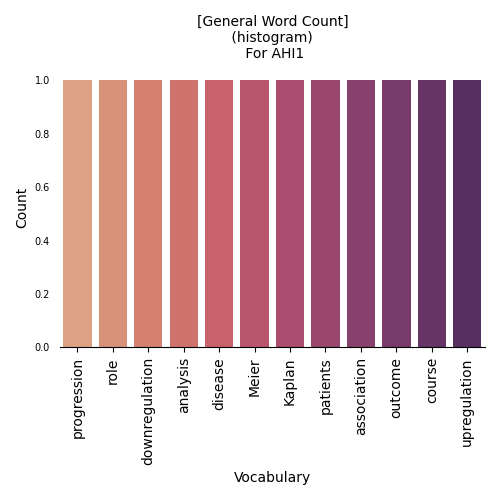 [General Word Count]
(histogram)
For AHI1
Count
1.0
0.8
0.6
0.4
0.2
0.0
progression
role
downregulation
analysis
disease
Meier
Kaplan
patients
association
outcome
course
upregulation
Vocabulary